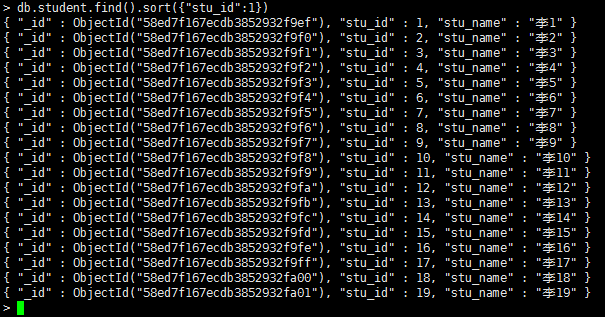 > db.student.find().sort({"stu_id":1})
{ "_id" : ObjectId("58ed7f167ecdb3852932f9ef"), "stu_id" : 1, "stu_name" : "李1" }
{ "_id" : ObjectId("58ed7f167ecdb3852932f9f0"), "stu_id" : 2, "stu_name" : "李2" }
{ "_id" : ObjectId("58ed7f167ecdb3852932f9f1"), "stu_id" : 3, "stu_name" : "李3" }
{ "_id" : ObjectId("58ed7f167ecdb3852932f9f2"), "stu_id" : 4, "stu_name" : "李4" }
{ "_id" : ObjectId("58ed7f167ecdb3852932f9f3"), "stu_id" : 5, "stu_name" : "李5" }
{ "_id" : ObjectId("58ed7f167ecdb3852932f9f4"), "stu_id" : 6, "stu_name" : "李6" }
{ "_id" : ObjectId("58ed7f167ecdb3852932f9f5"), "stu_id" : 7, "stu_name" : "李7" }
{ "_id" : ObjectId("58ed7f167ecdb3852932f9f6"), "stu_id" : 8, "stu_name" : "李8" }
{ "_id" : ObjectId("58ed7f167ecdb3852932f9f7"), "stu_id" : 9, "stu_name" : "李9" }
{ "_id" : ObjectId("58ed7f167ecdb3852932f9f8"), "stu_id" : 10, "stu_name" : "李10" }
{ "_id" : ObjectId("58ed7f167ecdb3852932f9f9"), "stu_id" : 11, "stu_name" : "李11" }
{ "_id" : ObjectId("58ed7f167ecdb3852932f9fa"), "stu_id" : 12, "stu_name" : "李12" }
{ "_id" : ObjectId("58ed7f167ecdb3852932f9fb"), "stu_id" : 13, "stu_name" : "李13" }
{ "_id" : ObjectId("58ed7f167ecdb3852932f9fc"), "stu_id" : 14, "stu_name" : "李14" }
{ "_id" : ObjectId("58ed7f167ecdb3852932f9fd"), "stu_id" : 15, "stu_name" : "李15" }
{ "_id" : ObjectId("58ed7f167ecdb3852932f9fe"), "stu_id" : 16, "stu_name" : "李16" }
{ "_id" : ObjectId("58ed7f167ecdb3852932f9ff"), "stu_id" : 17, "stu_name" : "李17" }
{ "_id" : ObjectId("58ed7f167ecdb3852932fa00"), "stu_id" : 18, "stu_name" : "李18" }
{ "_id" : ObjectId("58ed7f167ecdb3852932fa01"), "stu_id" : 19, "stu_name" : "李19" }
>